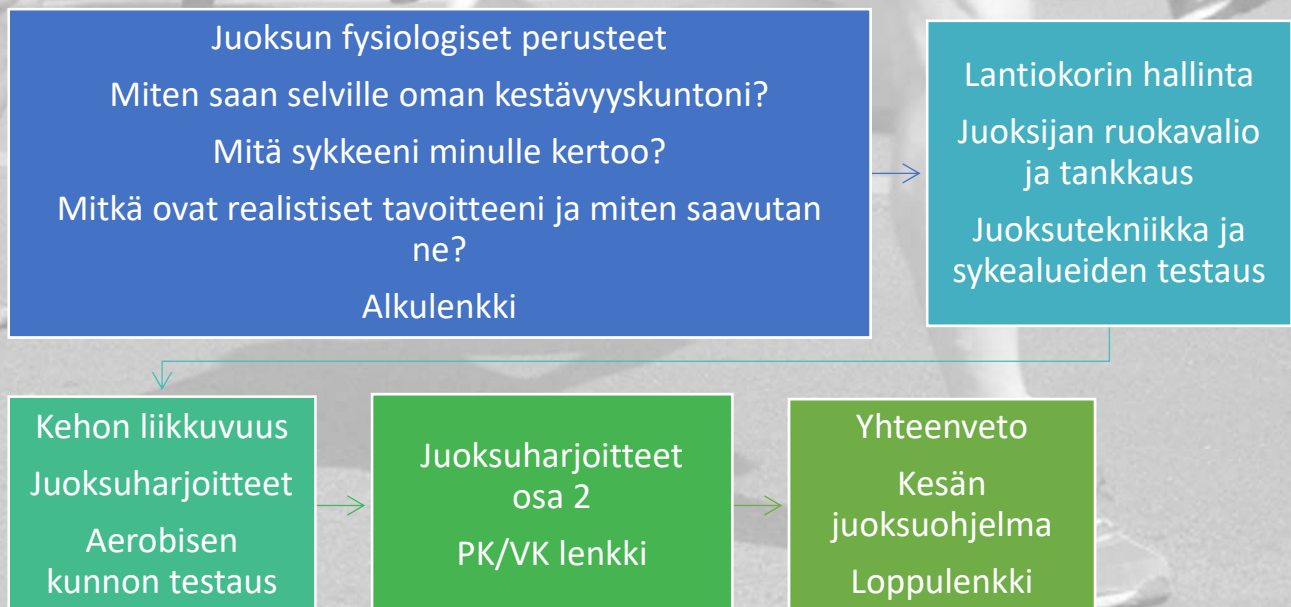 Juoksun fysiologiset perusteet
Miten saan selville oman kestävyyskuntoni?
Mitä sykkeeni minulle kertoo?
Mitkä ovat realistiset tavoitteeni ja miten saavutan
ne?
Alkulenkki
Lantiokorin hallinta
Juoksijan ruokavalio
ja tankkaus
Juoksutekniikka ja
sykealueiden testaus
Kehon liikkuvuus
Juoksuharjoitteet
Aerobisen
kunnon testaus
Juoksuharjoitteet
osa 2
PK/VK lenkki
Yhteenveto
Kesän
juoksuohjelma
Loppulenkki